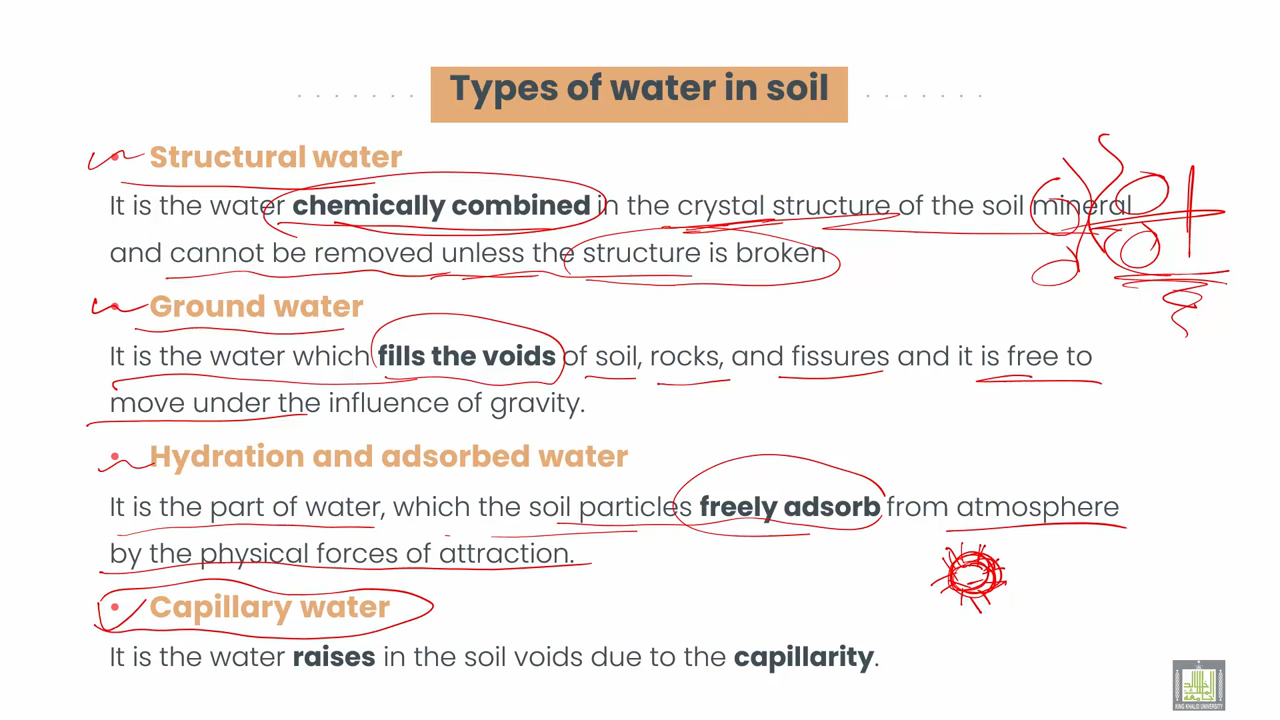 Types of water in soil
• Structural water
It is the water chemically combined in the crystal structure of the soil mineral
and cannot be removed unless the structure is broken
• Ground water
It is the water which fills the voids of soil, rocks, and fissures and it is free to
move under the influence of gravity.
• Hydration and adsorbed water
It is the part of water, which the soil particles freely adsorb from atmosphere
by the physical forces of attraction.
• Capillary water
It is the water raises in the soil voids due to the capillarity.
KING KHALID UNIVERSITY